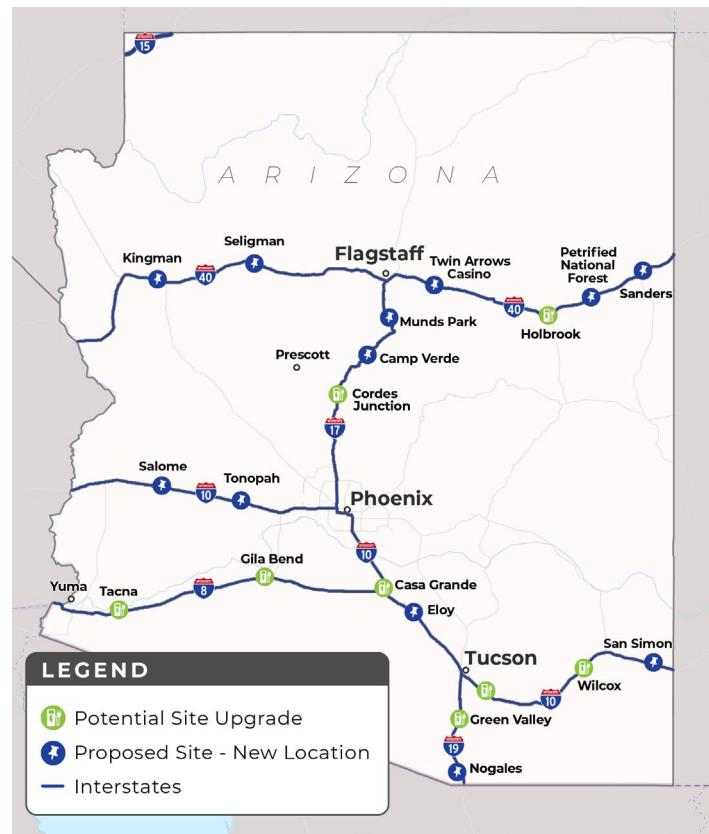 15
ARIZONA
Seligman
Kingman
40
Flagstaff
Twin Arrows
Casino
Petrified
National
Forest
Sanders
40
Holbrook
Munds Park
Prescott
Camp Verde
Cordes
Junction
17
Salome
10
Tonopah
Phoenix
10
Gila Bend
Casa Grande
Yuma
Tacna
8
Eloy
San Simon
Tucson
Wilcox
10
Green Valley
19
Nogales
LEGEND
Potential Site Upgrade
Proposed Site - New Location
Interstates